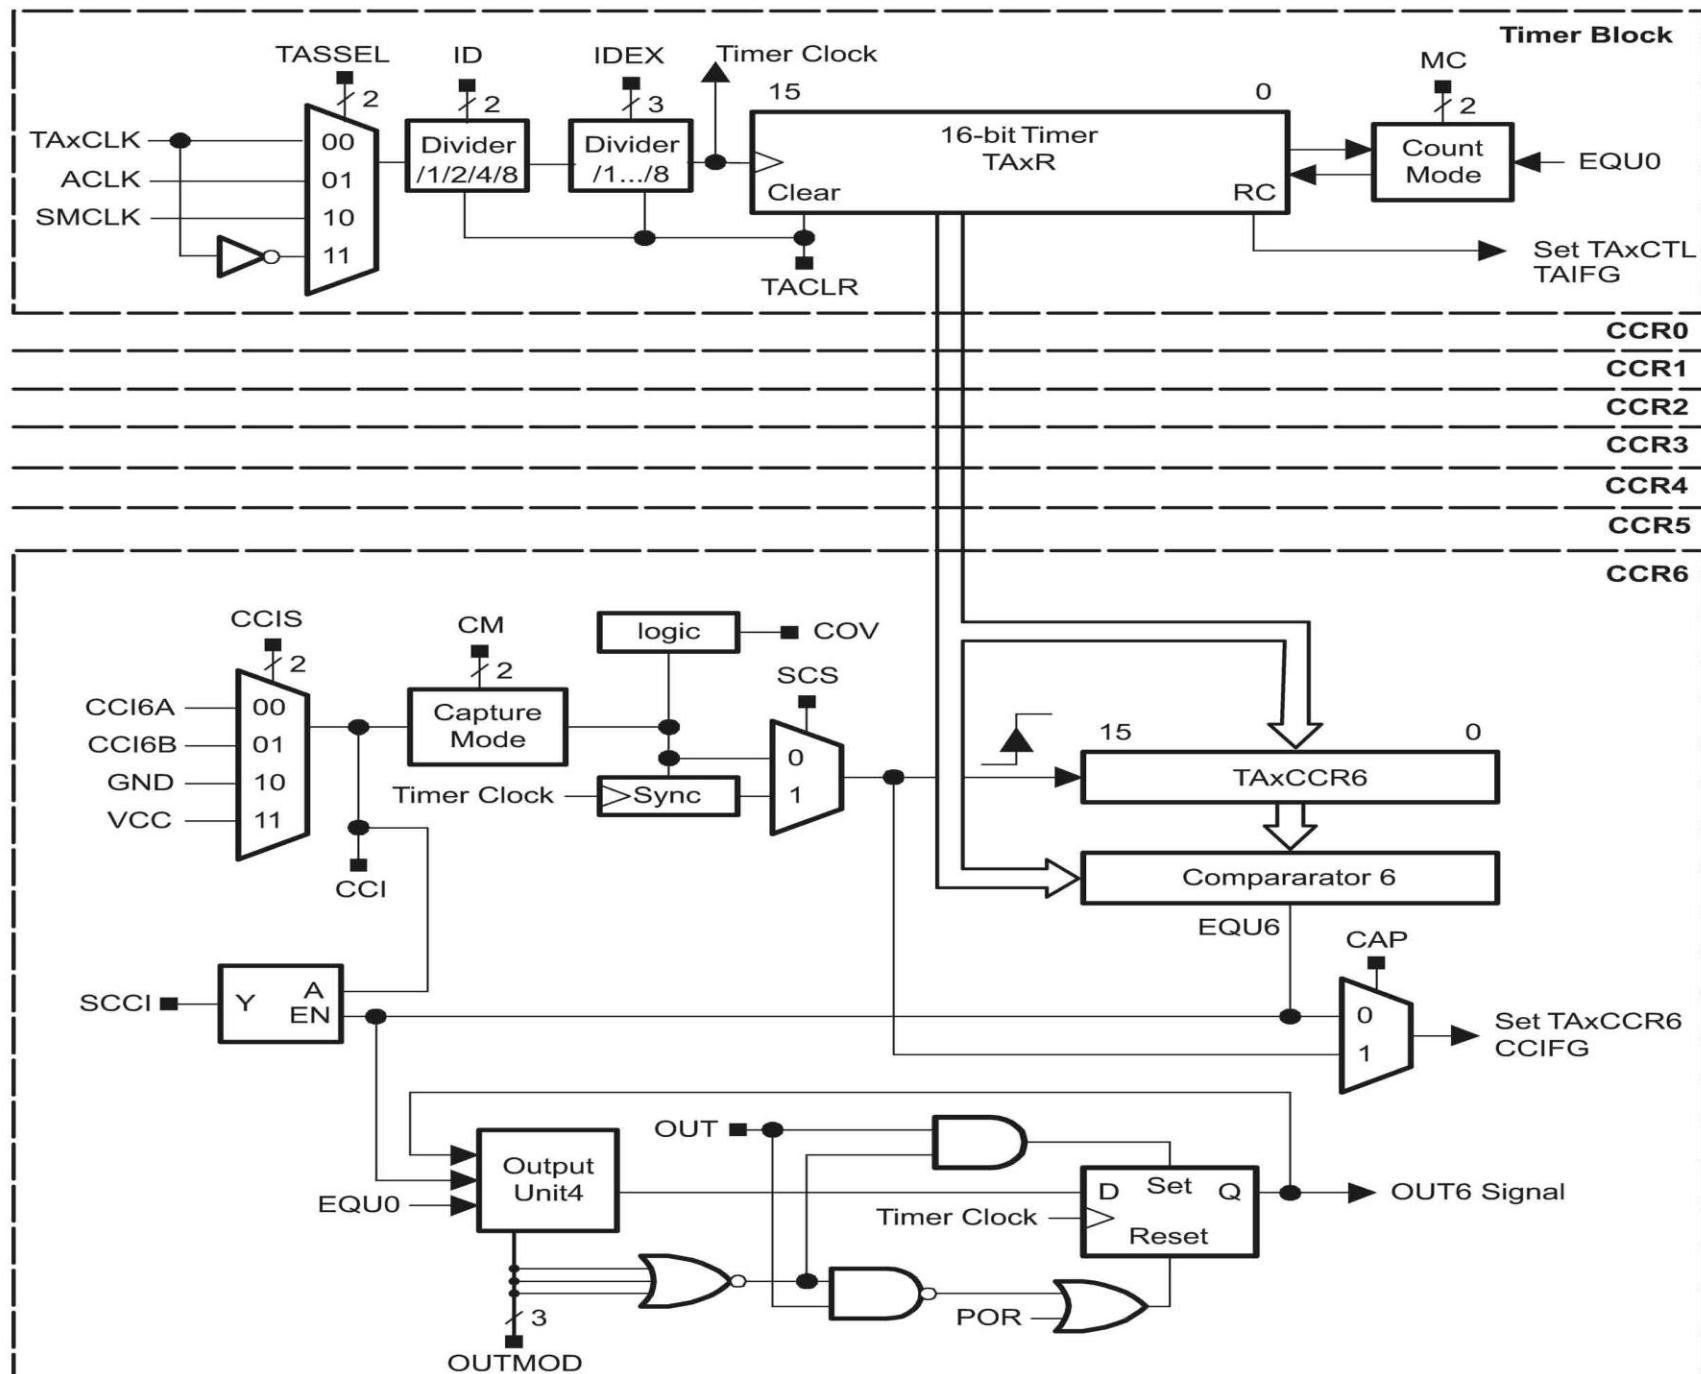 Timer Block
TASSEL
ID
IDEX
Timer Clock
MC
2
2
3
15
0
2
TAxCLK
ACLK
SMCLK
00
01
10
11
Divider
/1/2/4/8
Divider
/1.../8
16-bit Timer
TAxR
Clear
RC
Count
Mode
EQU0
TACLR
Set TAxCTL
TAIFG
CCR0
CCR1
CCR2
CCR3
CCR4
CCR5
CCR6
CCIS
2
CM
2
logic
COV
SCS
CCI6A
CCI6B
GND
VCC
00
01
10
11
Capture
Mode
Timer Clock
Sync
0
1
15
0
TAxCCR6
CCI
Compararator 6
EQU6
CAP
SCCI
Y
A
EN
0
1
Set TAxCCR6
CCIFG
OUT
Output
Unit4
EQU0
D
Set
Q
Timer Clock
Reset
OUT6 Signal
POR
3
OUTMOD